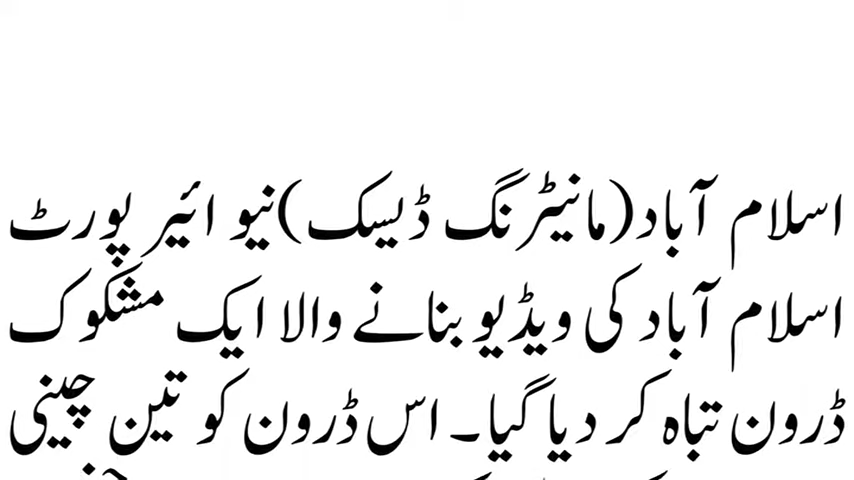 اسلام آباد(مانیٹرنگ ڈیسک)نیو ائیر پورٹ
اسلام آباد کی ویڈیو بنانے والا ایک مشکوک
ڈرون تباہ کر دیا گیا۔ اس ڈرون کو تین چینی